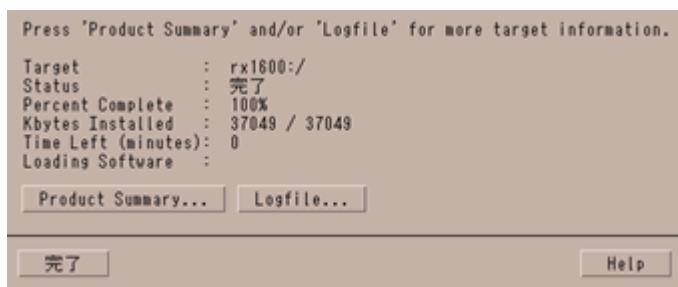 Press 'Product Summary' and/or 'Logfile' for more target information.
Target : rx1600:/
Status : 完了
Percent Complete : 100%
Kbytes Installed : 37049 / 37049
Time Left (minutes): 0
Loading Software :
Product Summary... Logfile...
完了 Help